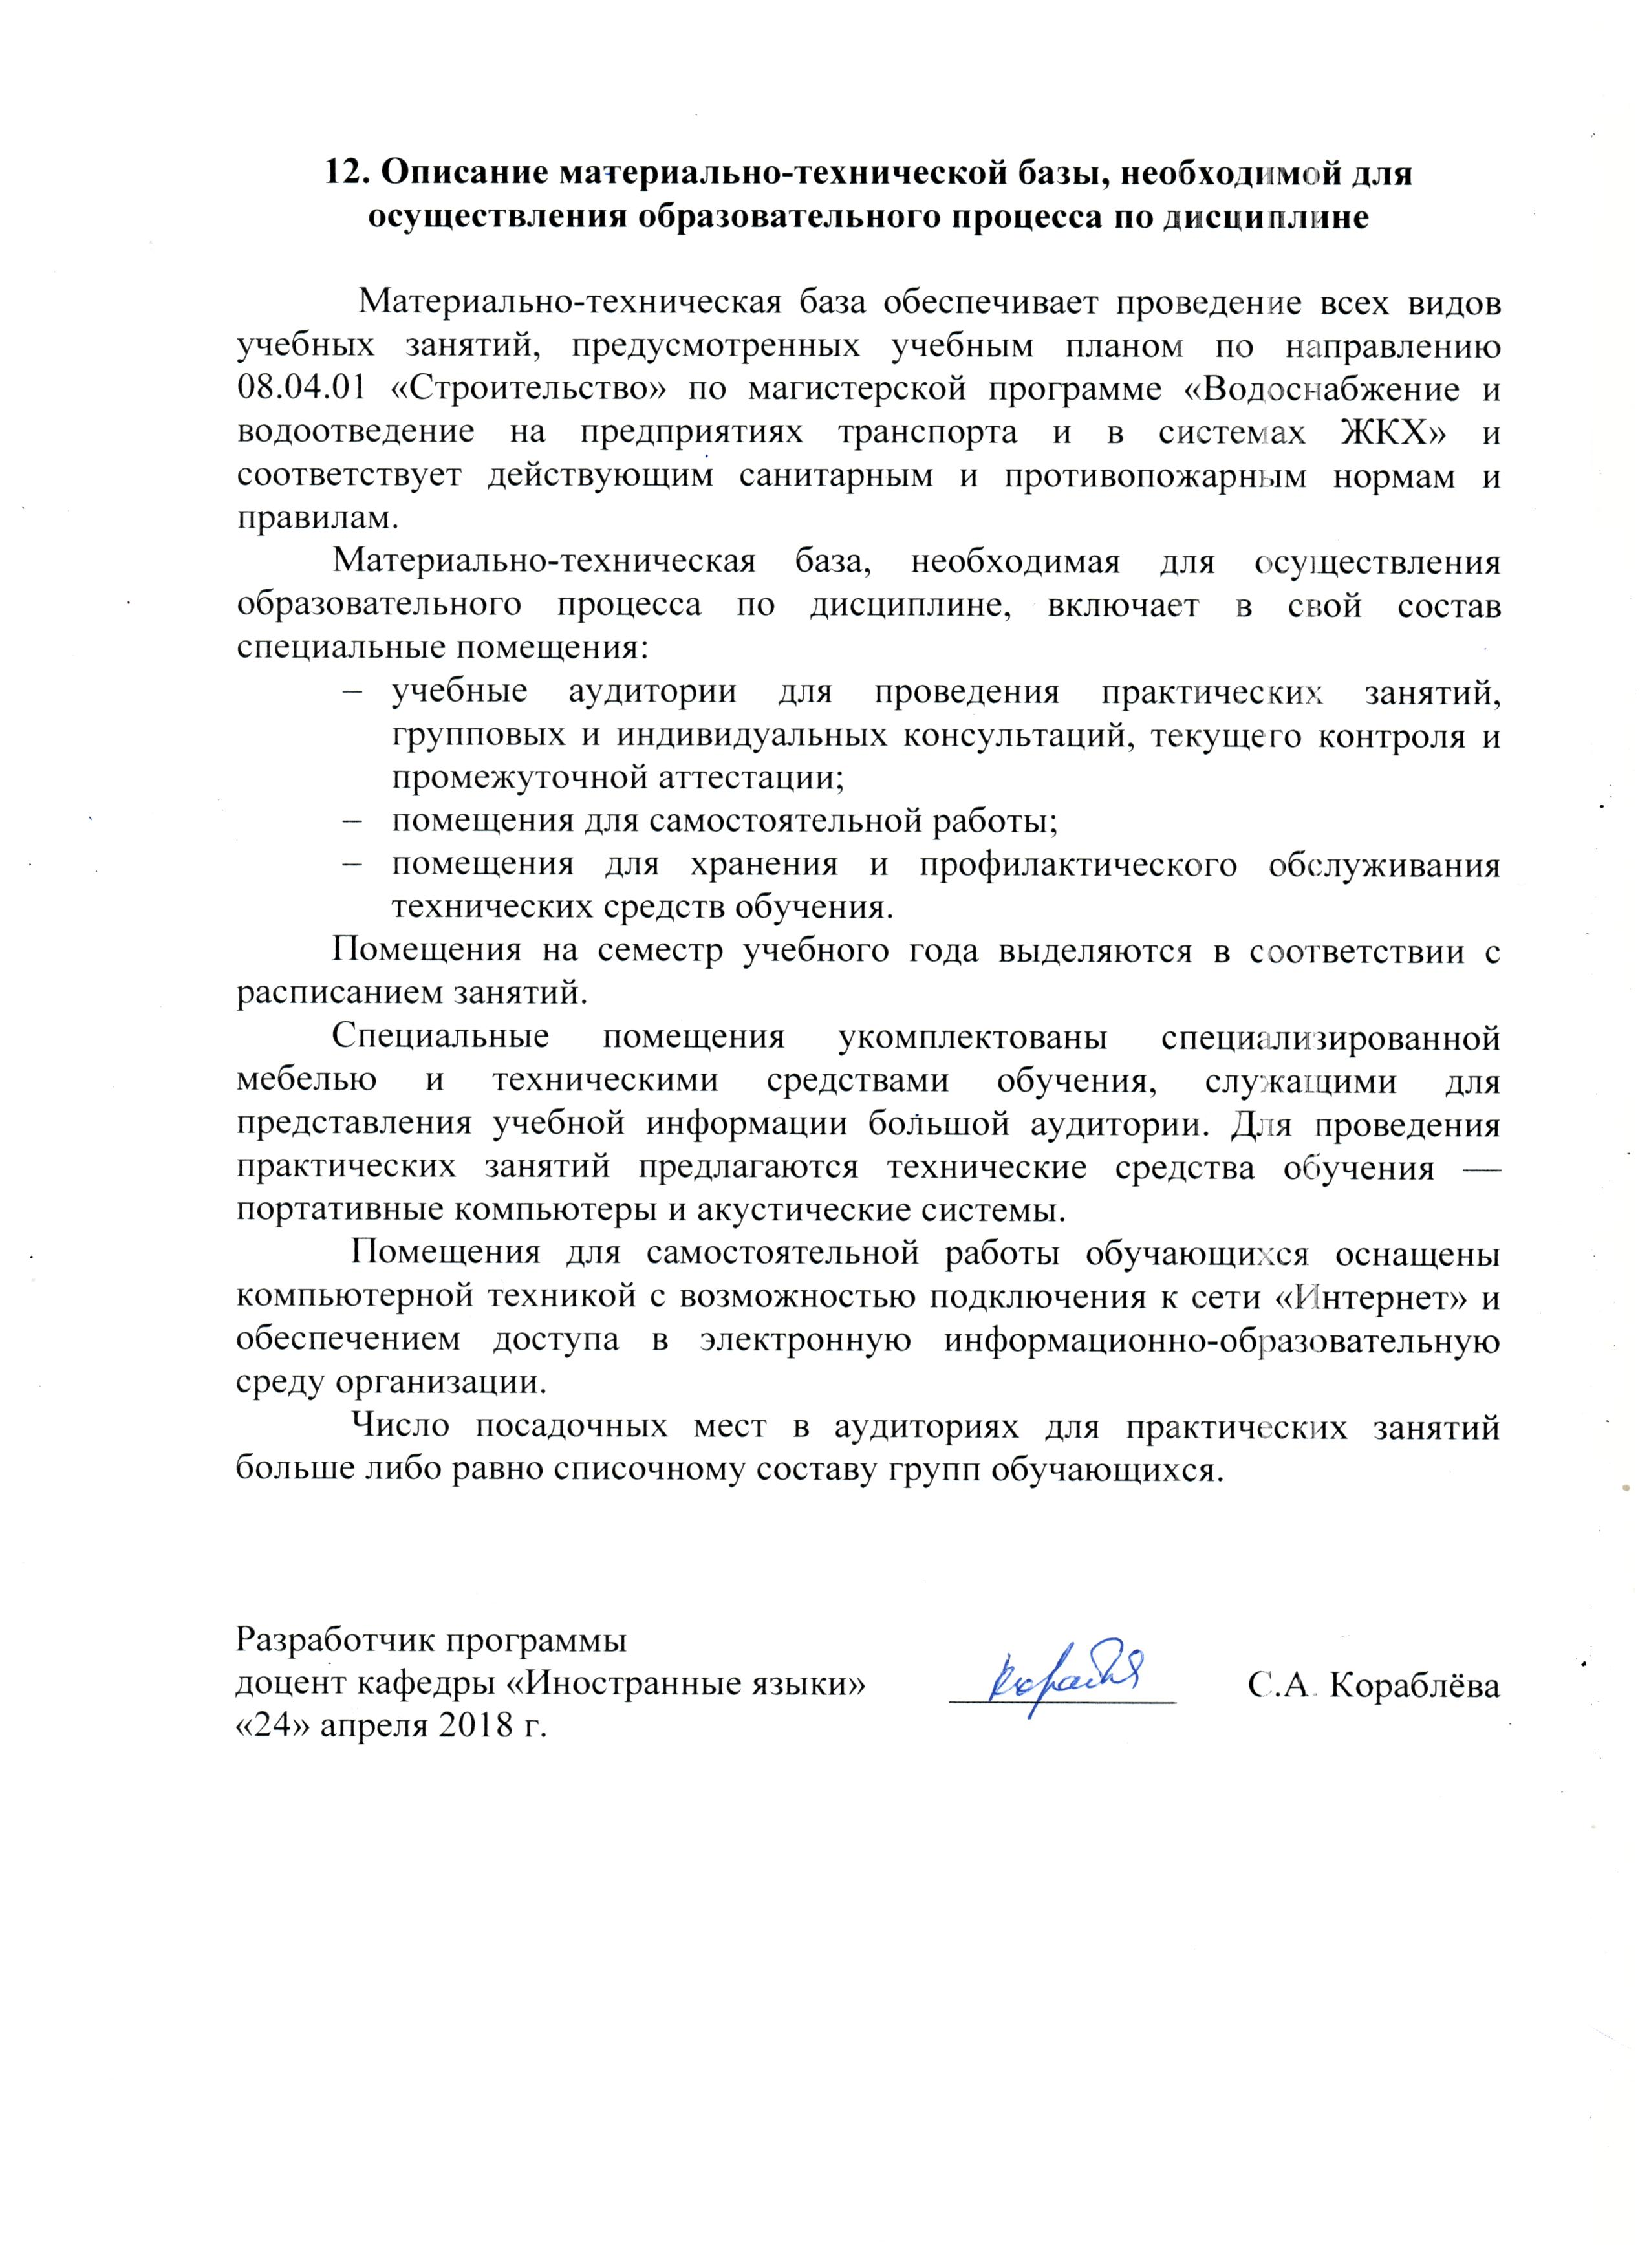 12. Описание материально-технической базы, необходимой для
осуществления образовательного процесса по дисциплине
Материально-техническая база обеспечивает проведение всех видов
учебных занятий, предусмотренных учебным планом по направлению
08.04.01 «Строительство» по магистерской программе «Водоснабжение и
водоотведение на предприятиях транспорта и в системах ЖКХ» и
соответствует действующим санитарным и противопожарным нормам и
правилам.
Материально-техническая база, необходимая для осуществления
образовательного процесса по дисциплине, включает в свой состав
специальные помещения:
– учебные аудитории для проведения практических занятий,
групповых и индивидуальных консультаций, текущего контроля и
промежуточной аттестации;
– помещения для самостоятельной работы;
– помещения для хранения и профилактического обслуживания
технических средств обучения.
Помещения на семестр учебного года выделяются в соответствии с
расписанием занятий.
Специальные помещения укомплектованы специализированной
мебелью и техническими средствами обучения, служащими для
представления учебной информации большой аудитории. Для проведения
практических занятий предлагаются технические средства обучения —
портативные компьютеры и акустические системы.
Помещения для самостоятельной работы обучающихся оснащены
компьютерной техникой с возможностью подключения к сети «Интернет» и
обеспечением доступа в электронную информационно-образовательную
среду организации.
Число посадочных мест в аудиториях для практических занятий
больше либо равно списочному составу групп обучающихся.
Разработчик программы
доцент кафедры «Иностранные языки» С.А. Кораблёва
«24» апреля 2018 г.